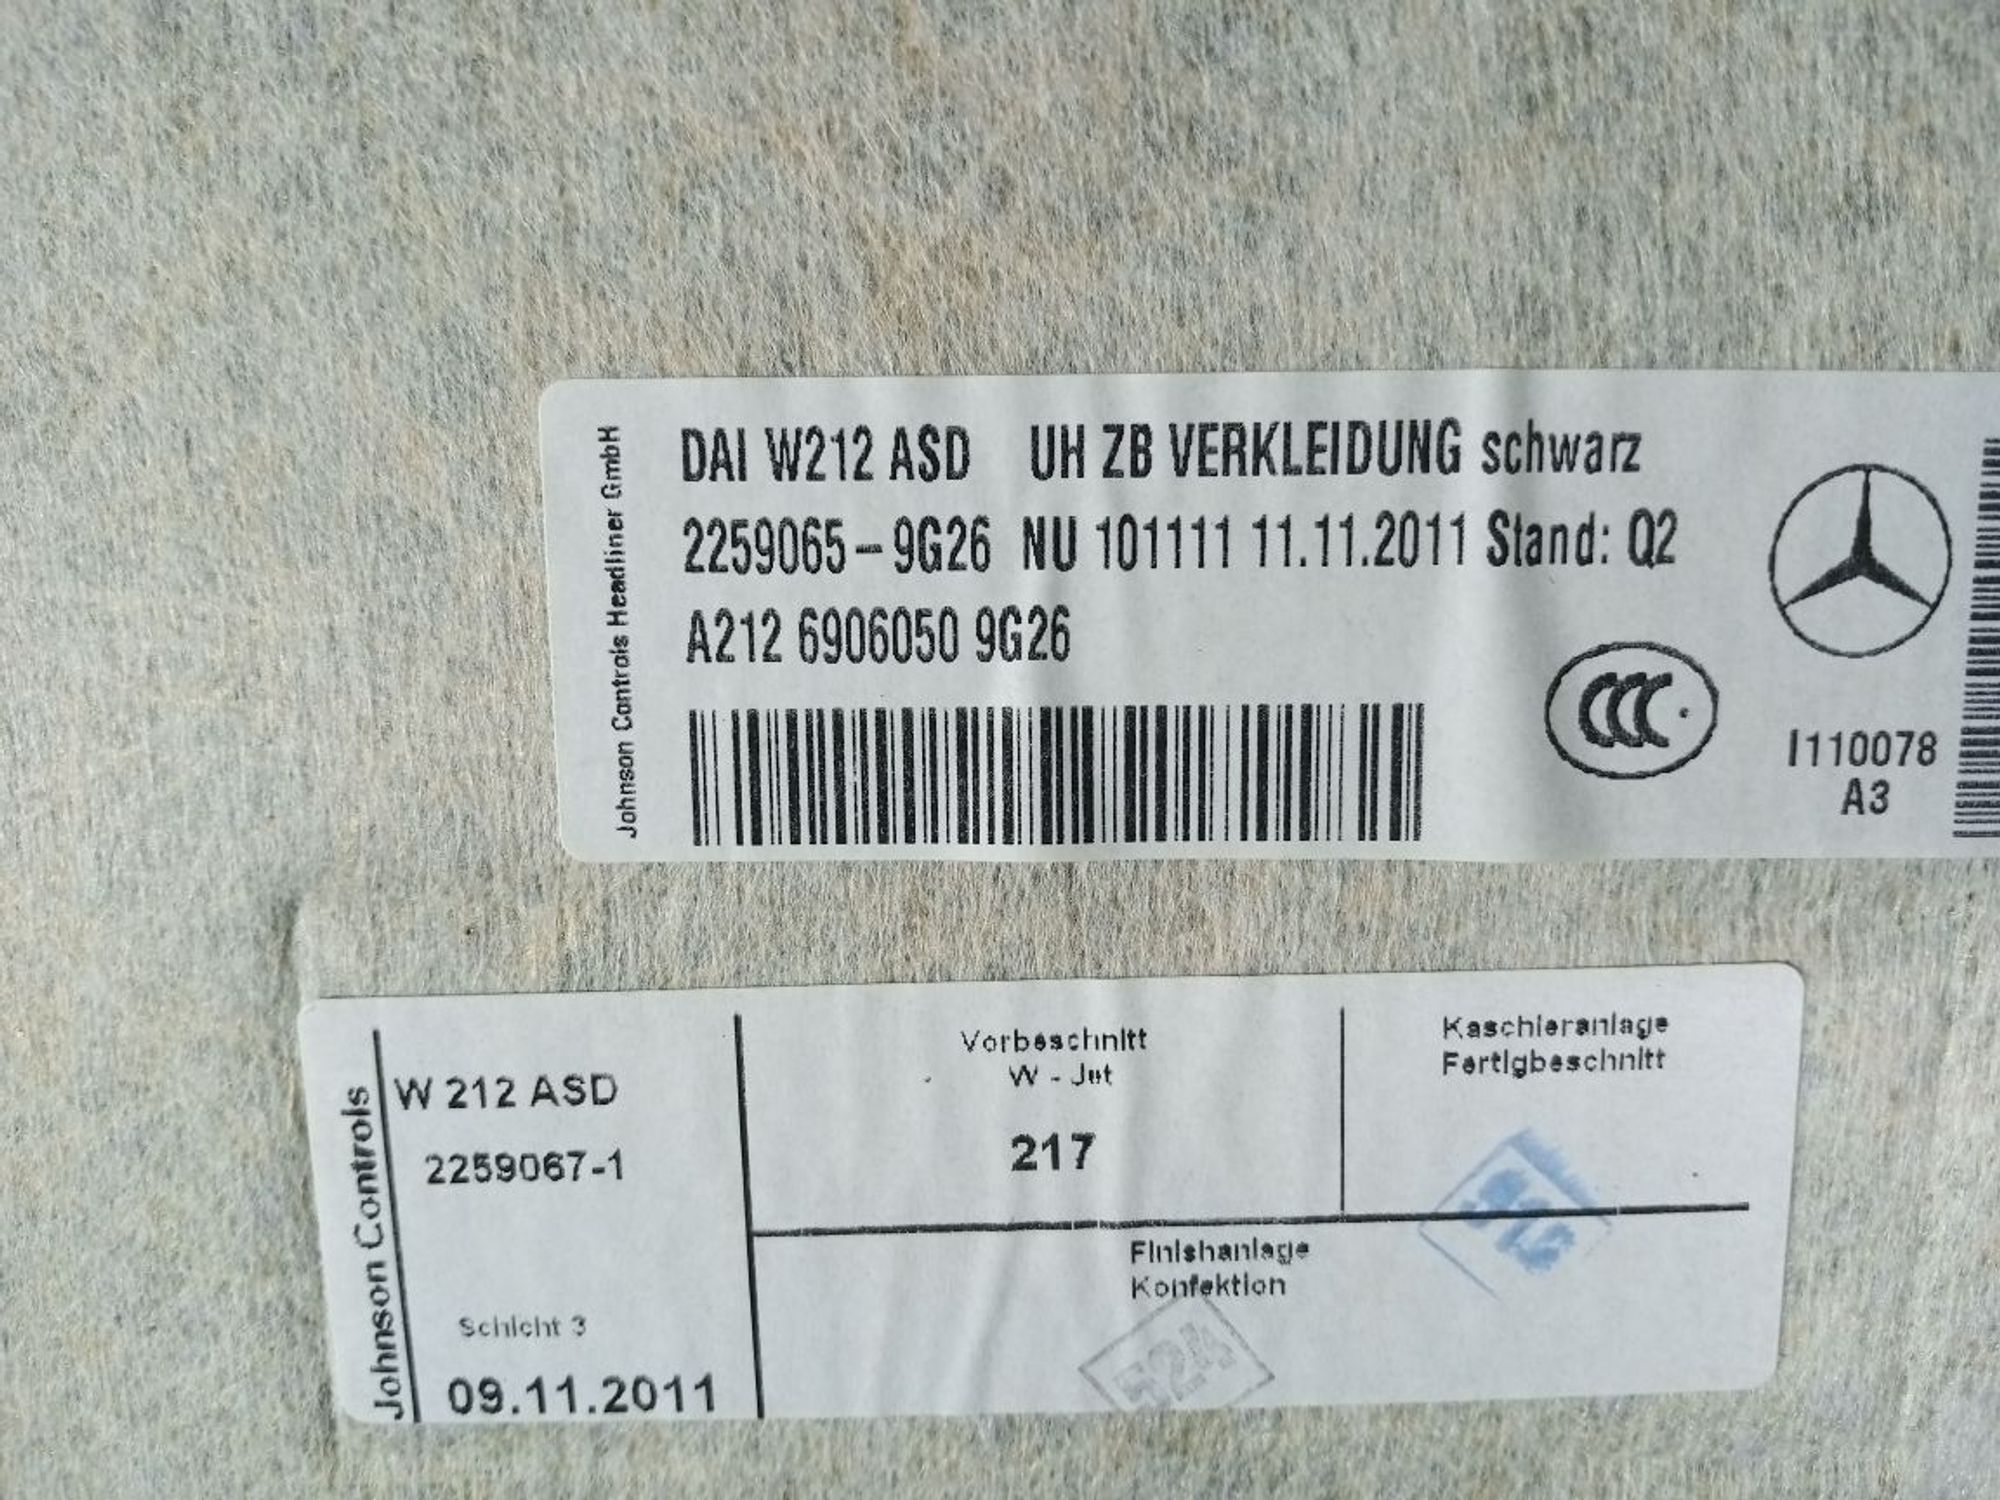 Johnson Controls Headliner GmbH
DAI W212 ASD UH ZB VERKLEIDUNG schwarz
2259065-9G26 NU 101111 11.11.2011 Stand: Q2
A212 6906050 9G26
CCC
I110078
A3
Johnson Controls
W 212 ASD
2259067-1
Schicht 3
09.11.2011
Vorbeschnitt
W - Jet
217
Kaschieranlage
Fertigbeschnitt
Finishanlage
Konfektion
524